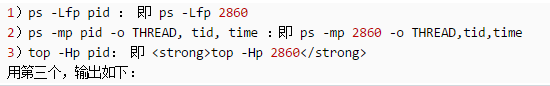 1）ps -Lfp pid ： 即 ps -Lfp 2860
2）ps -mp pid -o THREAD, tid, time ：即 ps -mp 2860 -o THREAD,tid,time
3）top -Hp pid： 即 <strong>top -Hp 2860</strong>
用第三个，输出如下：